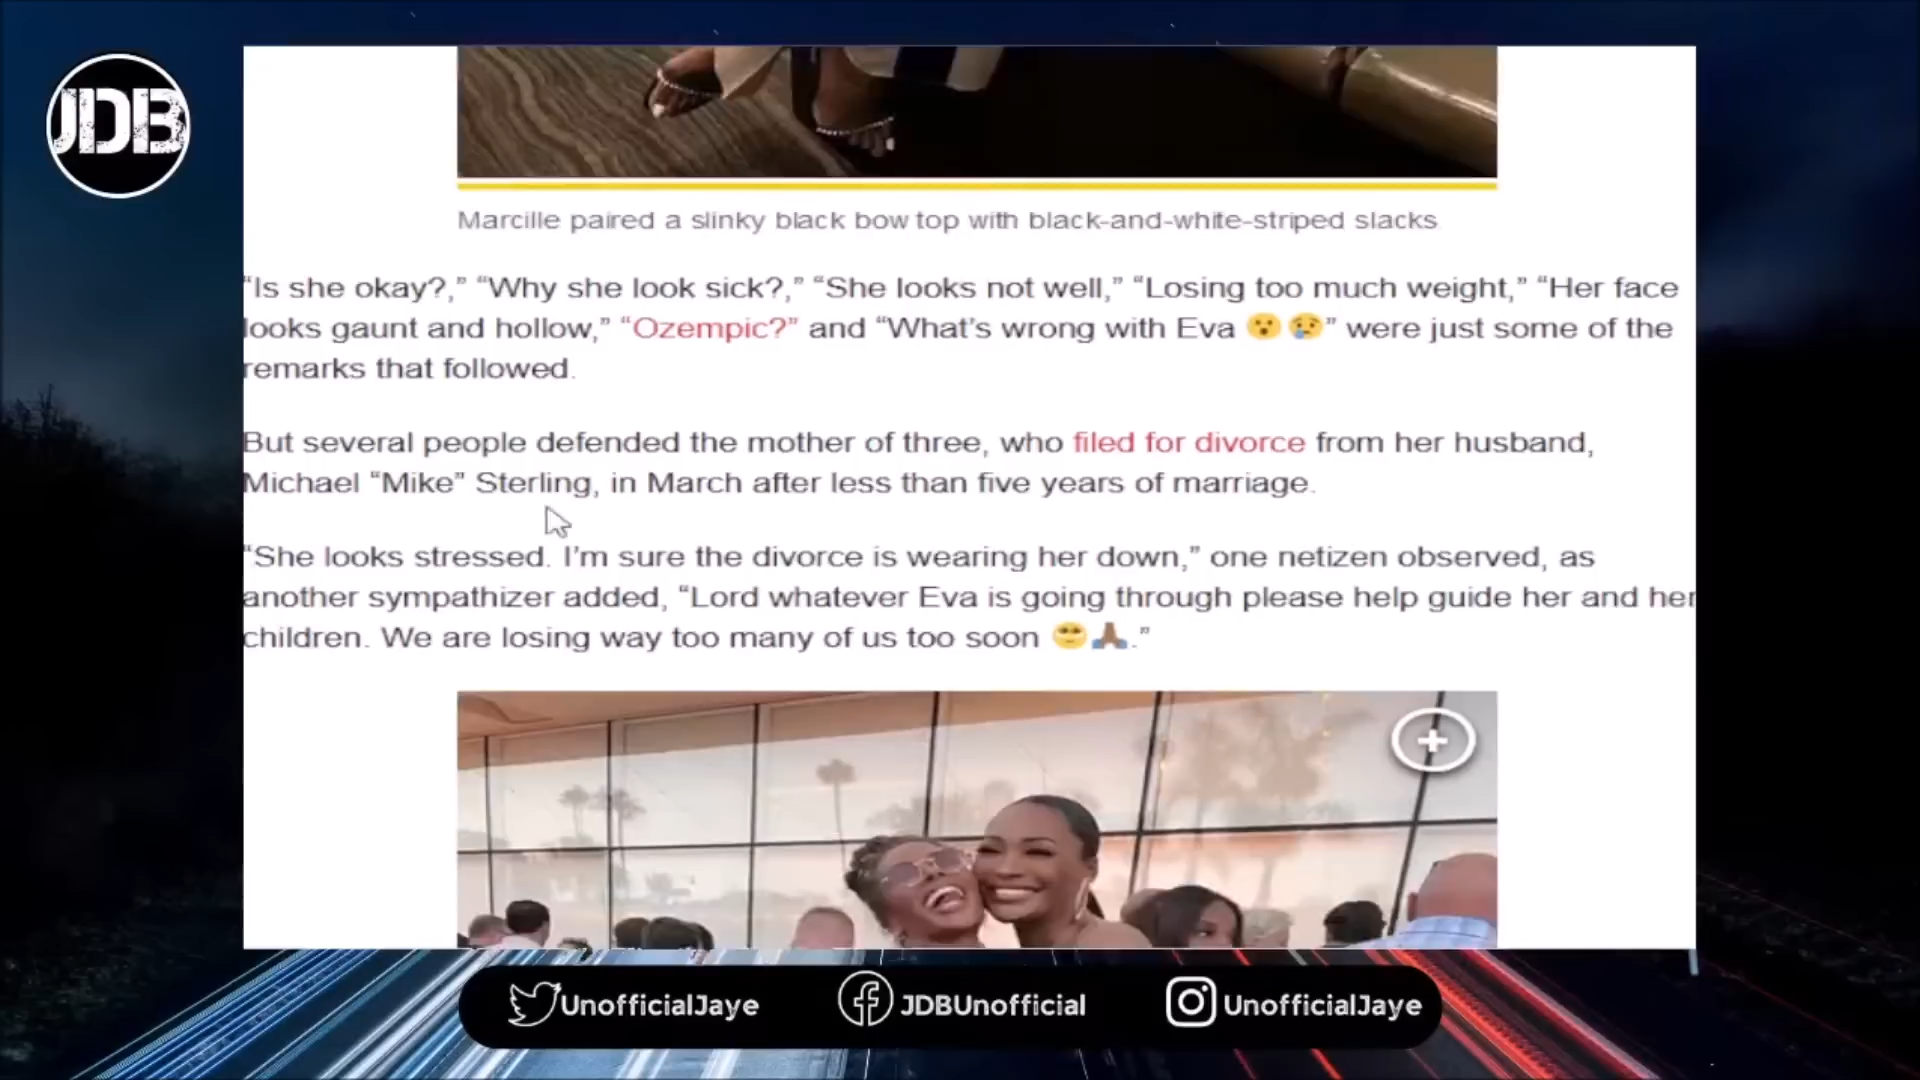 JDB
Marcille paired a slinky black bow top with black-and-white-striped slacks
“Is she okay?,” “Why she look sick?,” “She looks not well,” “Losing too much weight,” “Her face
looks gaunt and hollow,” “Ozempic?” and “What’s wrong with Eva 😮😢” were just some of the
remarks that followed.
But several people defended the mother of three, who filed for divorce from her husband,
Michael “Mike” Sterling, in March after less than five years of marriage.
“She looks stressed. I’m sure the divorce is wearing her down,” one netizen observed, as
another sympathizer added, “Lord whatever Eva is going through please help guide her and her
children. We are losing way too many of us too soon 🥺🙏🏾.”
UnofficialJaye
JDBUnofficial
UnofficialJaye